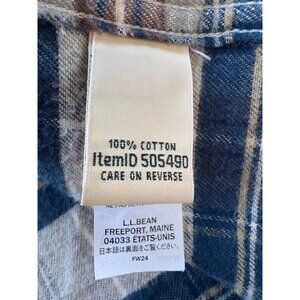 100% COTTON
ItemID 505490
CARE ON REVERSE
L.L.BEAN
FREEPORT, MAINE
04033 ÉTATS-UNIS
日本語は裏面をご覧ください。
FW24